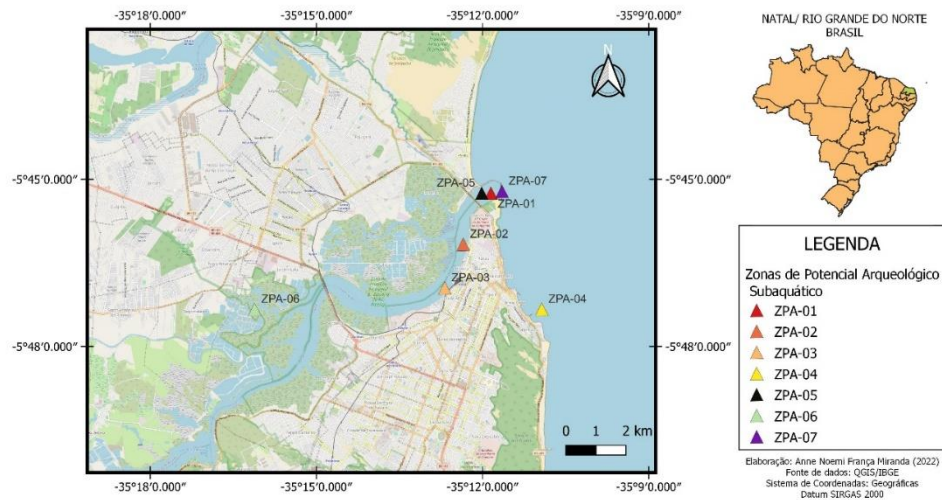 -35°18'0.000"
-35°15'0.000"
-35°12'0.000"
-35°9'0.000"
NATAL/ RIO GRANDE DO NORTE
BRASIL
N
-5°45'0.000"
-5°45'0.000"
ZPA-05
ZPA-07
ZPA-01
ZPA-02
ZPA-03
ZPA-06
ZPA-04
-5°48'0.000"
-5°48'0.000"
0 1 2 km
-35°18'0.000"
-35°15'0.000"
-35°12'0.000"
-35°9'0.000"
LEGENDA
Zonas de Potencial Arqueológico
Subaquático
ZPA-01
ZPA-02
ZPA-03
ZPA-04
ZPA-05
ZPA-06
ZPA-07
Elaboração: Anne Noemi França Miranda (2022)
Fonte de dados: QGIS/IBGE
Sistema de Coordenadas: Geográficas
Datum SIRGAS 2000